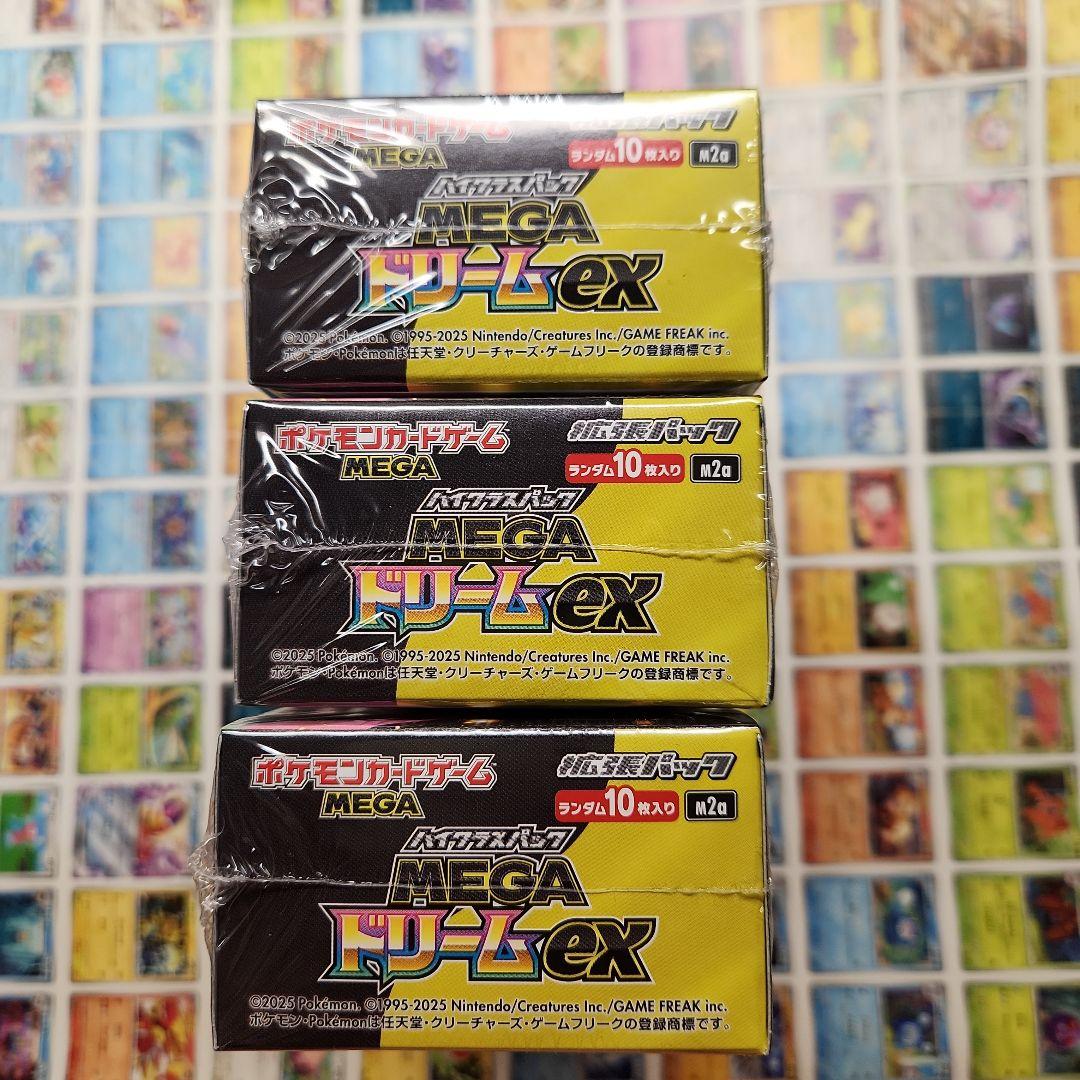 ポケモンカードゲーム
MEGA
拡張パック
ランダム10枚入り
M2a
ハイクラスパック
MEGA
ドリームex
©2025 Pokémon. ©1995-2025 Nintendo/Creatures Inc./GAME FREAK inc.
ポケモン・Pokémonは任天堂・クリーチャーズ・ゲームフリークの登録商標です。
ポケモンカードゲーム
MEGA
拡張パック
ランダム10枚入り
M2a
ハイクラスパック
MEGA
ドリームex
©2025 Pokémon. ©1995-2025 Nintendo/Creatures Inc./GAME FREAK inc.
ポケモン・Pokémonは任天堂・クリーチャーズ・ゲームフリークの登録商標です。
ポケモンカードゲーム
MEGA
拡張パック
ランダム10枚入り
M2a
ハイクラスパック
MEGA
ドリームex
©2025 Pokémon. ©1995-2025 Nintendo/Creatures Inc./GAME FREAK inc.
ポケモン・Pokémonは任天堂・クリーチャーズ・ゲームフリークの登録商標です。